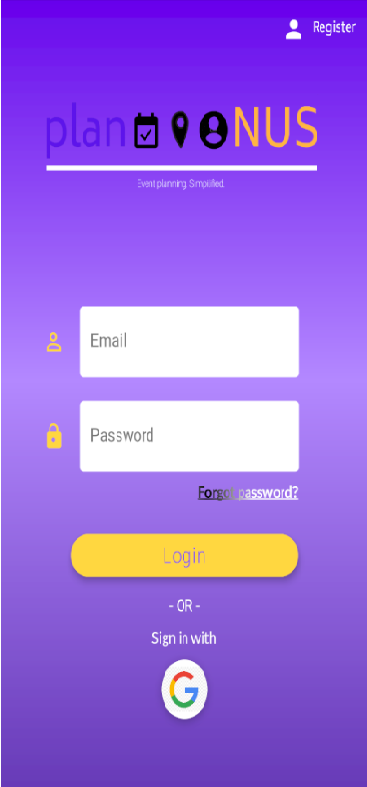 Register
plan NUS
Event planning. Simplified.
Email
Password
Forgot password?
Login
- OR -
Sign in with
G